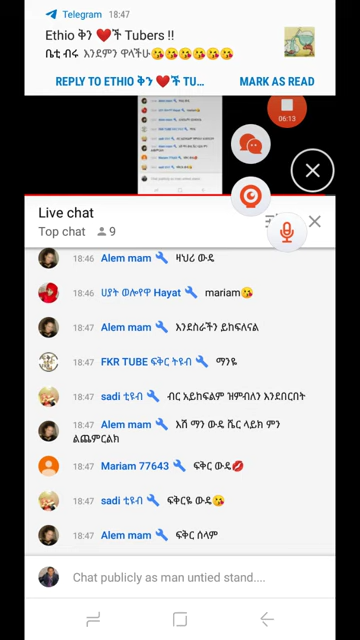 Telegram 18:47
Ethio ቅን ❤️ች Tubers !!
ቤቲ ብሩ እንደምን ዋላችሁ😘😘😘😘😘😘
REPLY TO ETHIO ቅን ❤️ች TU...
MARK AS READ
06:13
Live chat
Top chat 9
18:46 Alem mam 🔧 ዛህሪ ውዴ
18:46 ሀያት ወሎየዋ Hayat 🔧 mariam😘
18:47 Alem mam 🔧 እንደስራችን ይከፍለናል
18:47 FKR TUBE ፍቅር ትዩብ 🔧 ማንዬ
18:47 sadi ቲዩብ 🔧 ብር አይከፍልም ዝምብለን እንደበርበት
18:47 Alem mam 🔧 እሽ ማን ውዴ ሼር ላይክ ምን
ልጨምርልክ
18:47 Mariam 77643 🔧 ፍቅር ውዴ💋
18:47 sadi ቲዩብ 🔧 ፍቅርዬ ውዴ😘
18:47 Alem mam 🔧 ፍቅር ሰላም
Chat publicly as man untied stand....